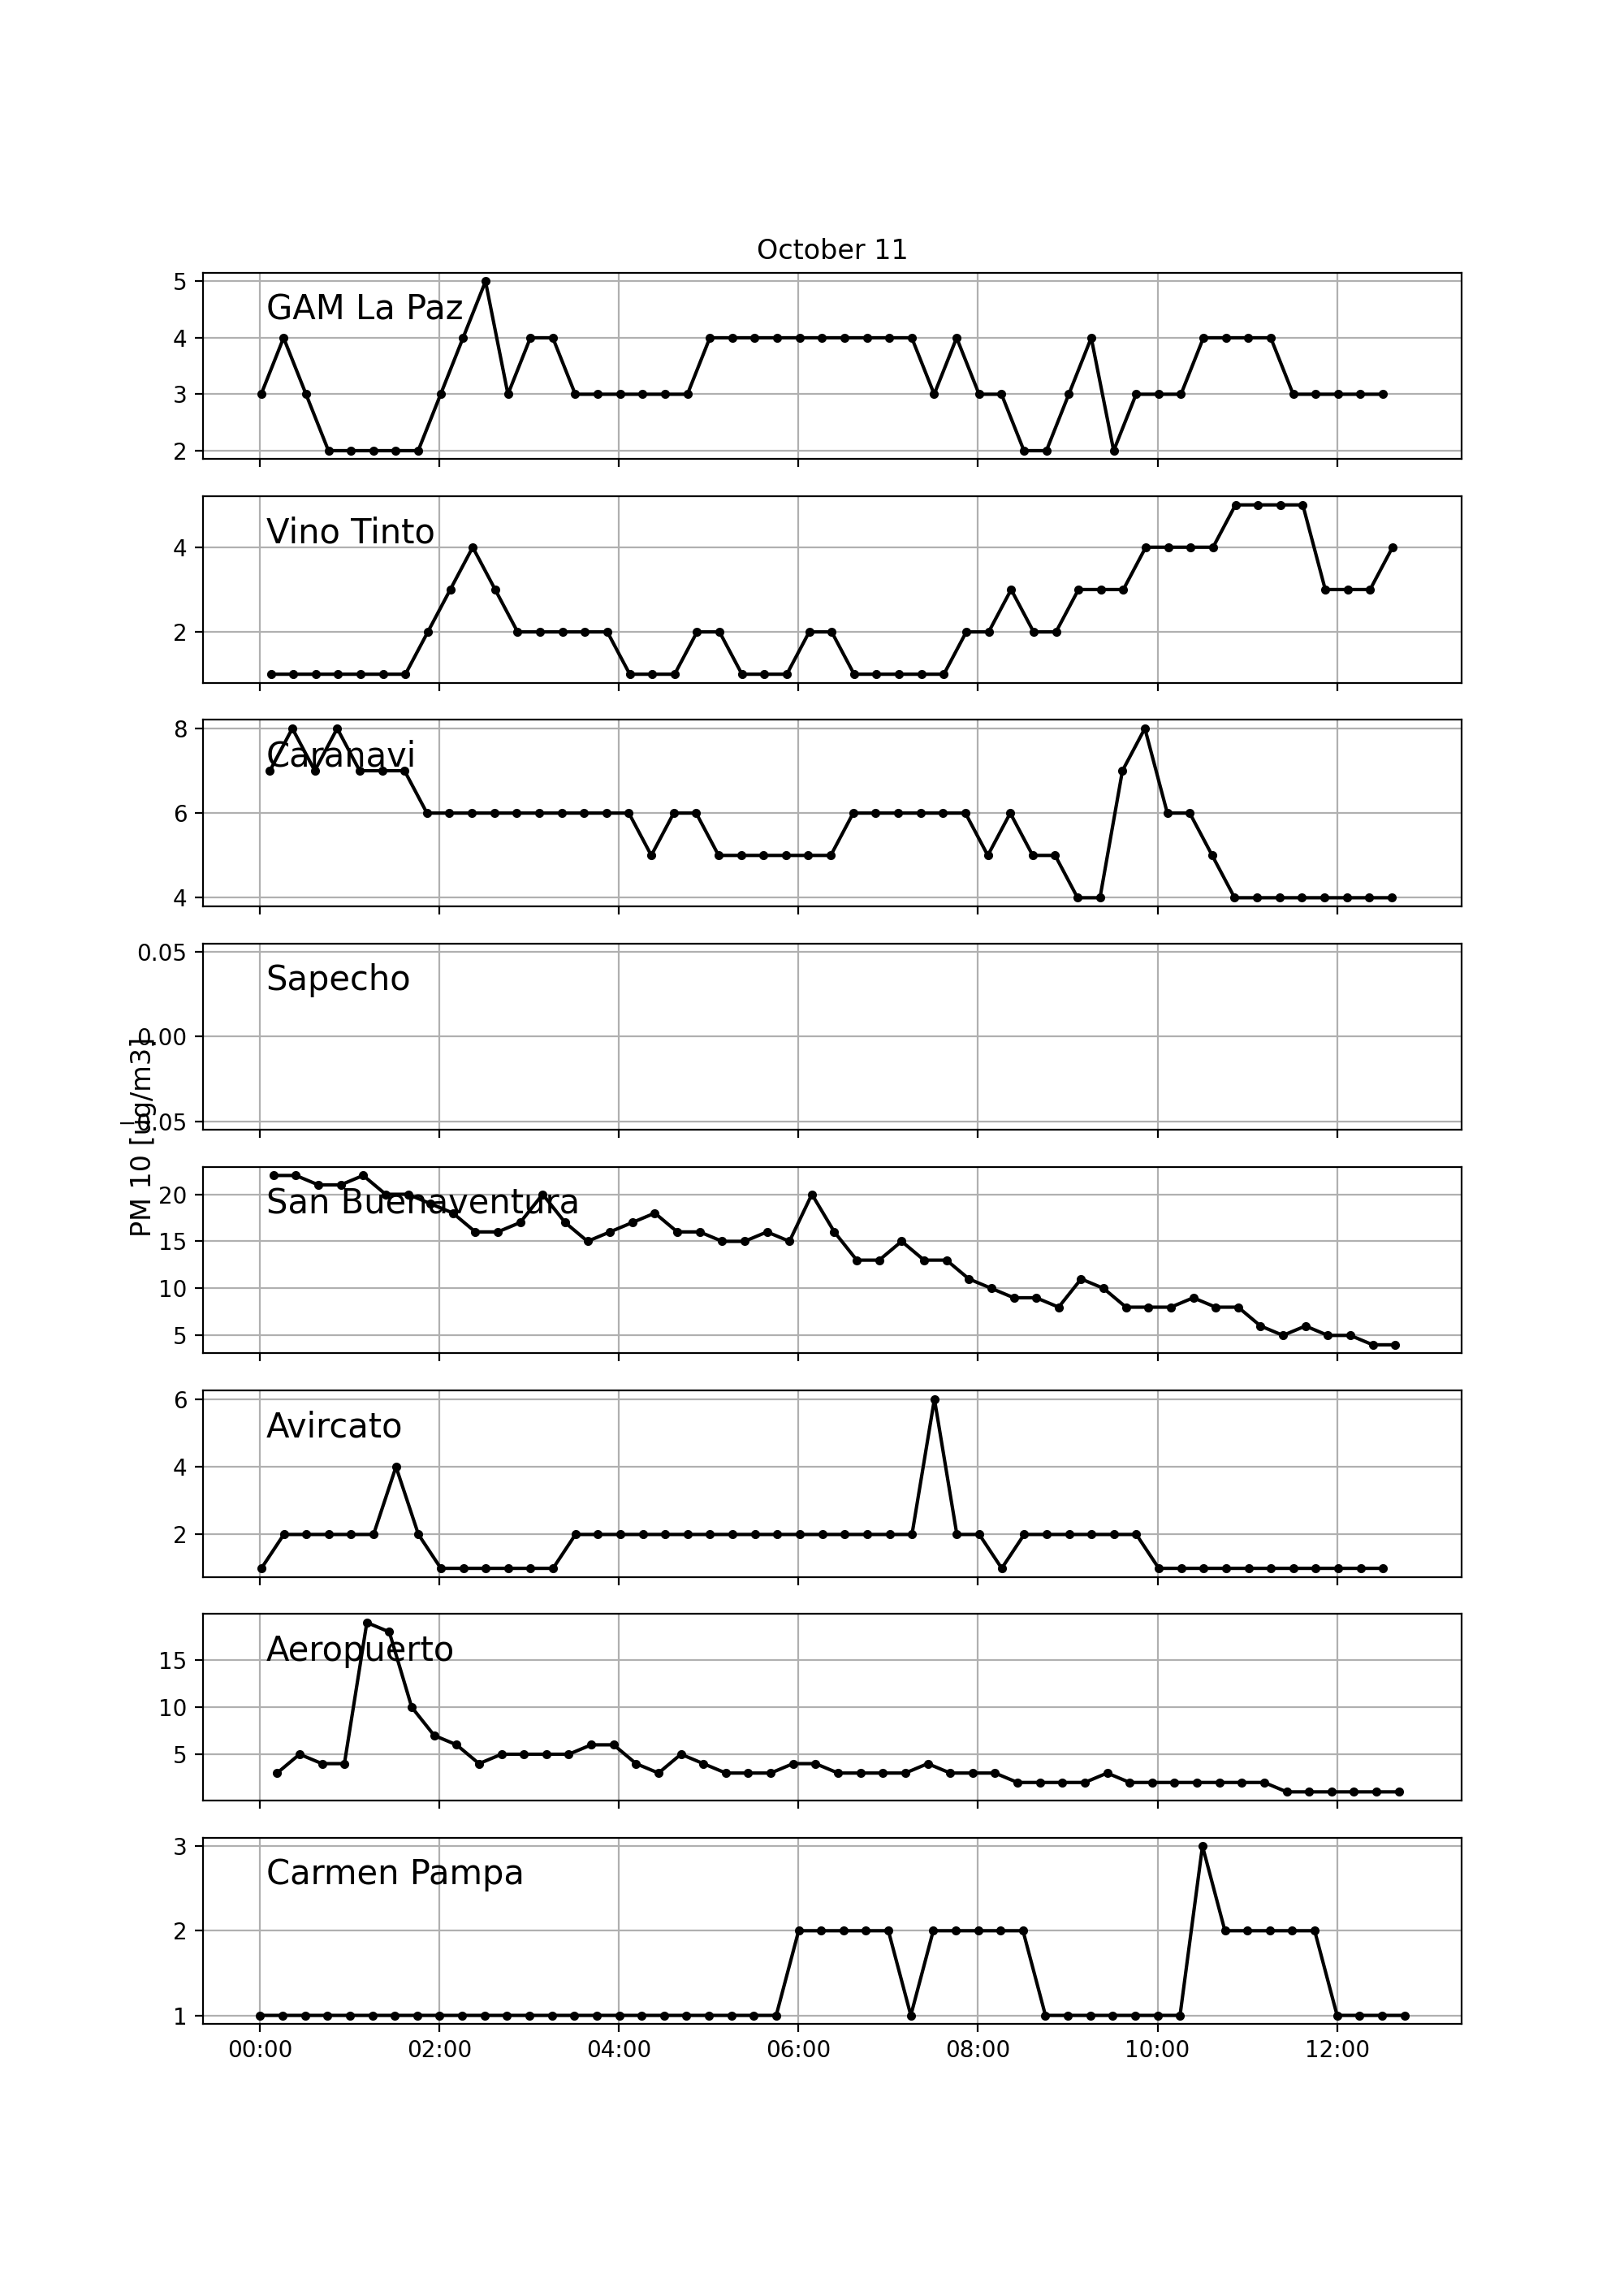 October 11
5
GAM La Paz
4
3
2
Vino Tinto
4
2
8
Caranavi
6
4
0.05
Sapecho
0.00
−0.05
PM 10 [ug/m3]
20
San Buenaventura
15
10
5
6
Avircato
4
2
Aeropuerto
15
10
5
3
Carmen Pampa
2
1
00:00 02:00 04:00 06:00 08:00 10:00 12:00